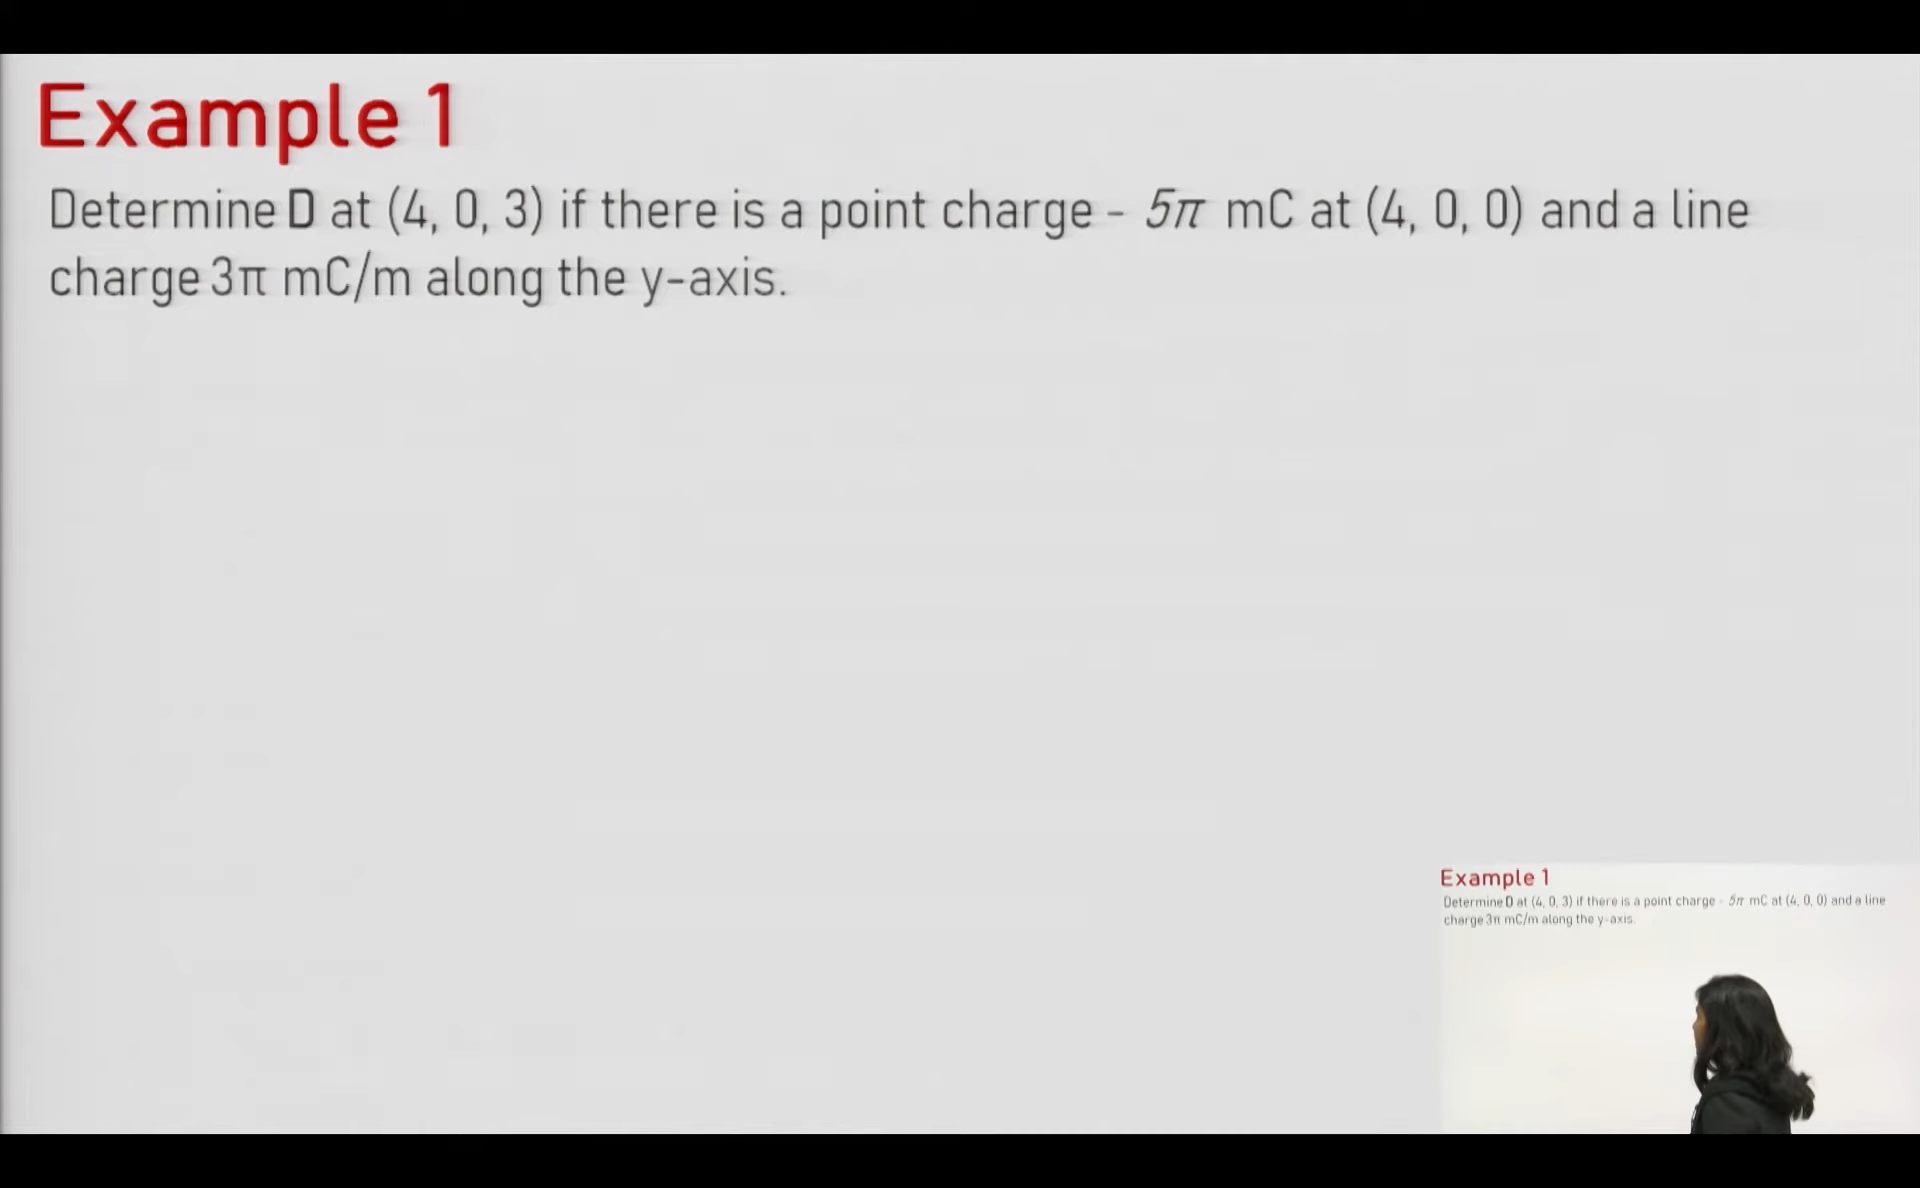 Example 1
Determine D at (4, 0, 3) if there is a point charge - 5π mC at (4, 0, 0) and a line
charge 3π mC/m along the y-axis.
Example 1
Determine D at (4, 0, 3) if there is a point charge - 5π mC at (4, 0, 0) and a line
charge 3π mC/m along the y-axis.